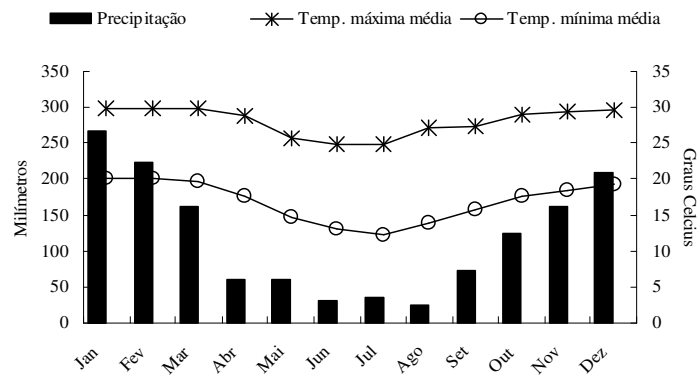 Precipitação Temp. máxima média Temp. mínima média
350 35
300 30
250 25
200 20
150 15
100 10
50 5
0 0
Milímetros
Graus Celcius
Jan Fev Mar Abr Mai Jun Jul Ago Set Out Nov Dez